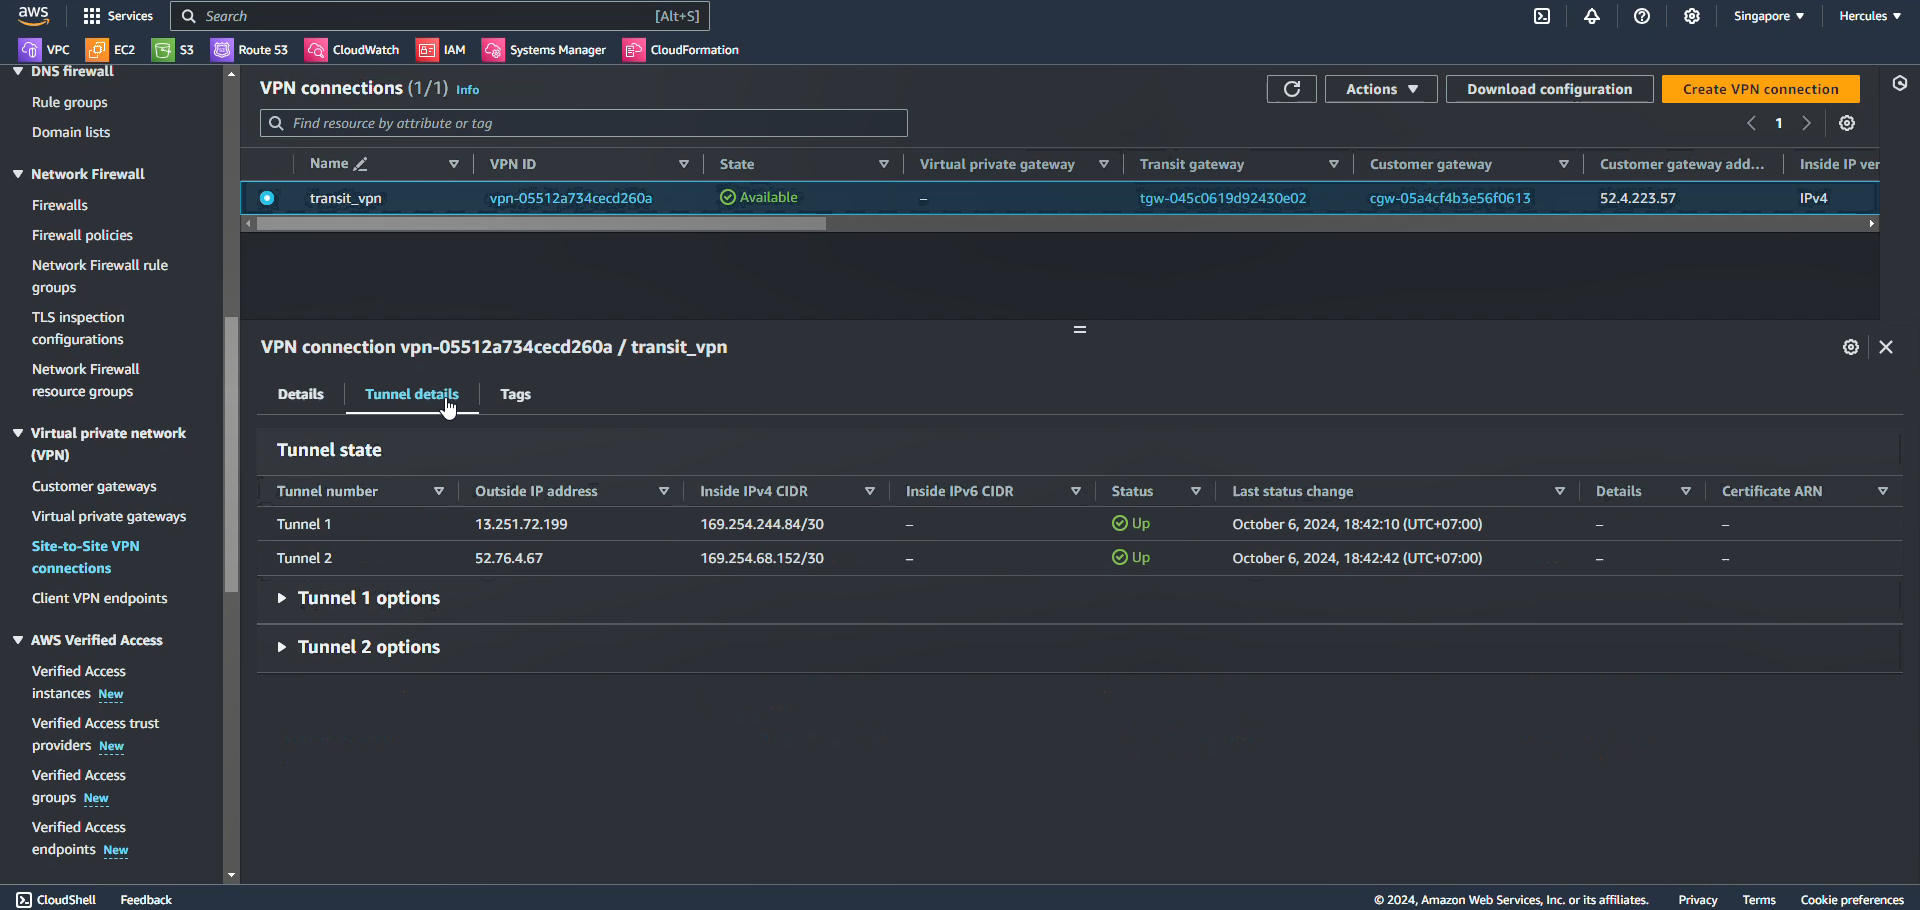 aws Services Search [Alt+S] Singapore ▼ Hercules ▼
VPC EC2 S3 Route 53 CloudWatch IAM Systems Manager CloudFormation
▼ DNS firewall
Rule groups
Domain lists
▼ Network Firewall
Firewalls
Firewall policies
Network Firewall rule
groups
TLS inspection
configurations
Network Firewall
resource groups
▼ Virtual private network
(VPN)
Customer gateways
Virtual private gateways
Site-to-Site VPN
connections
Client VPN endpoints
▼ AWS Verified Access
Verified Access
instances New
Verified Access trust
providers New
Verified Access
groups New
Verified Access
endpoints New
VPN connections (1/1) Info Actions ▼ Download configuration Create VPN connection
Find resource by attribute or tag 1
Name VPN ID State Virtual private gateway Transit gateway Customer gateway Customer gateway add... Inside IP ver
transit_vpn vpn-05512a734cecd260a Available – tgw-045c0619d92430e02 cgw-05a4cf4b3e56f0613 52.4.223.57 IPv4
VPN connection vpn-05512a734cecd260a / transit_vpn
Details Tunnel details Tags
Tunnel state
Tunnel number Outside IP address Inside IPv4 CIDR Inside IPv6 CIDR Status Last status change Details Certificate ARN
Tunnel 1 13.251.72.199 169.254.244.84/30 – Up October 6, 2024, 18:42:10 (UTC+07:00) – –
Tunnel 2 52.76.4.67 169.254.68.152/30 – Up October 6, 2024, 18:42:42 (UTC+07:00) – –
Tunnel 1 options
Tunnel 2 options
CloudShell Feedback © 2024, Amazon Web Services, Inc. or its affiliates. Privacy Terms Cookie preferences